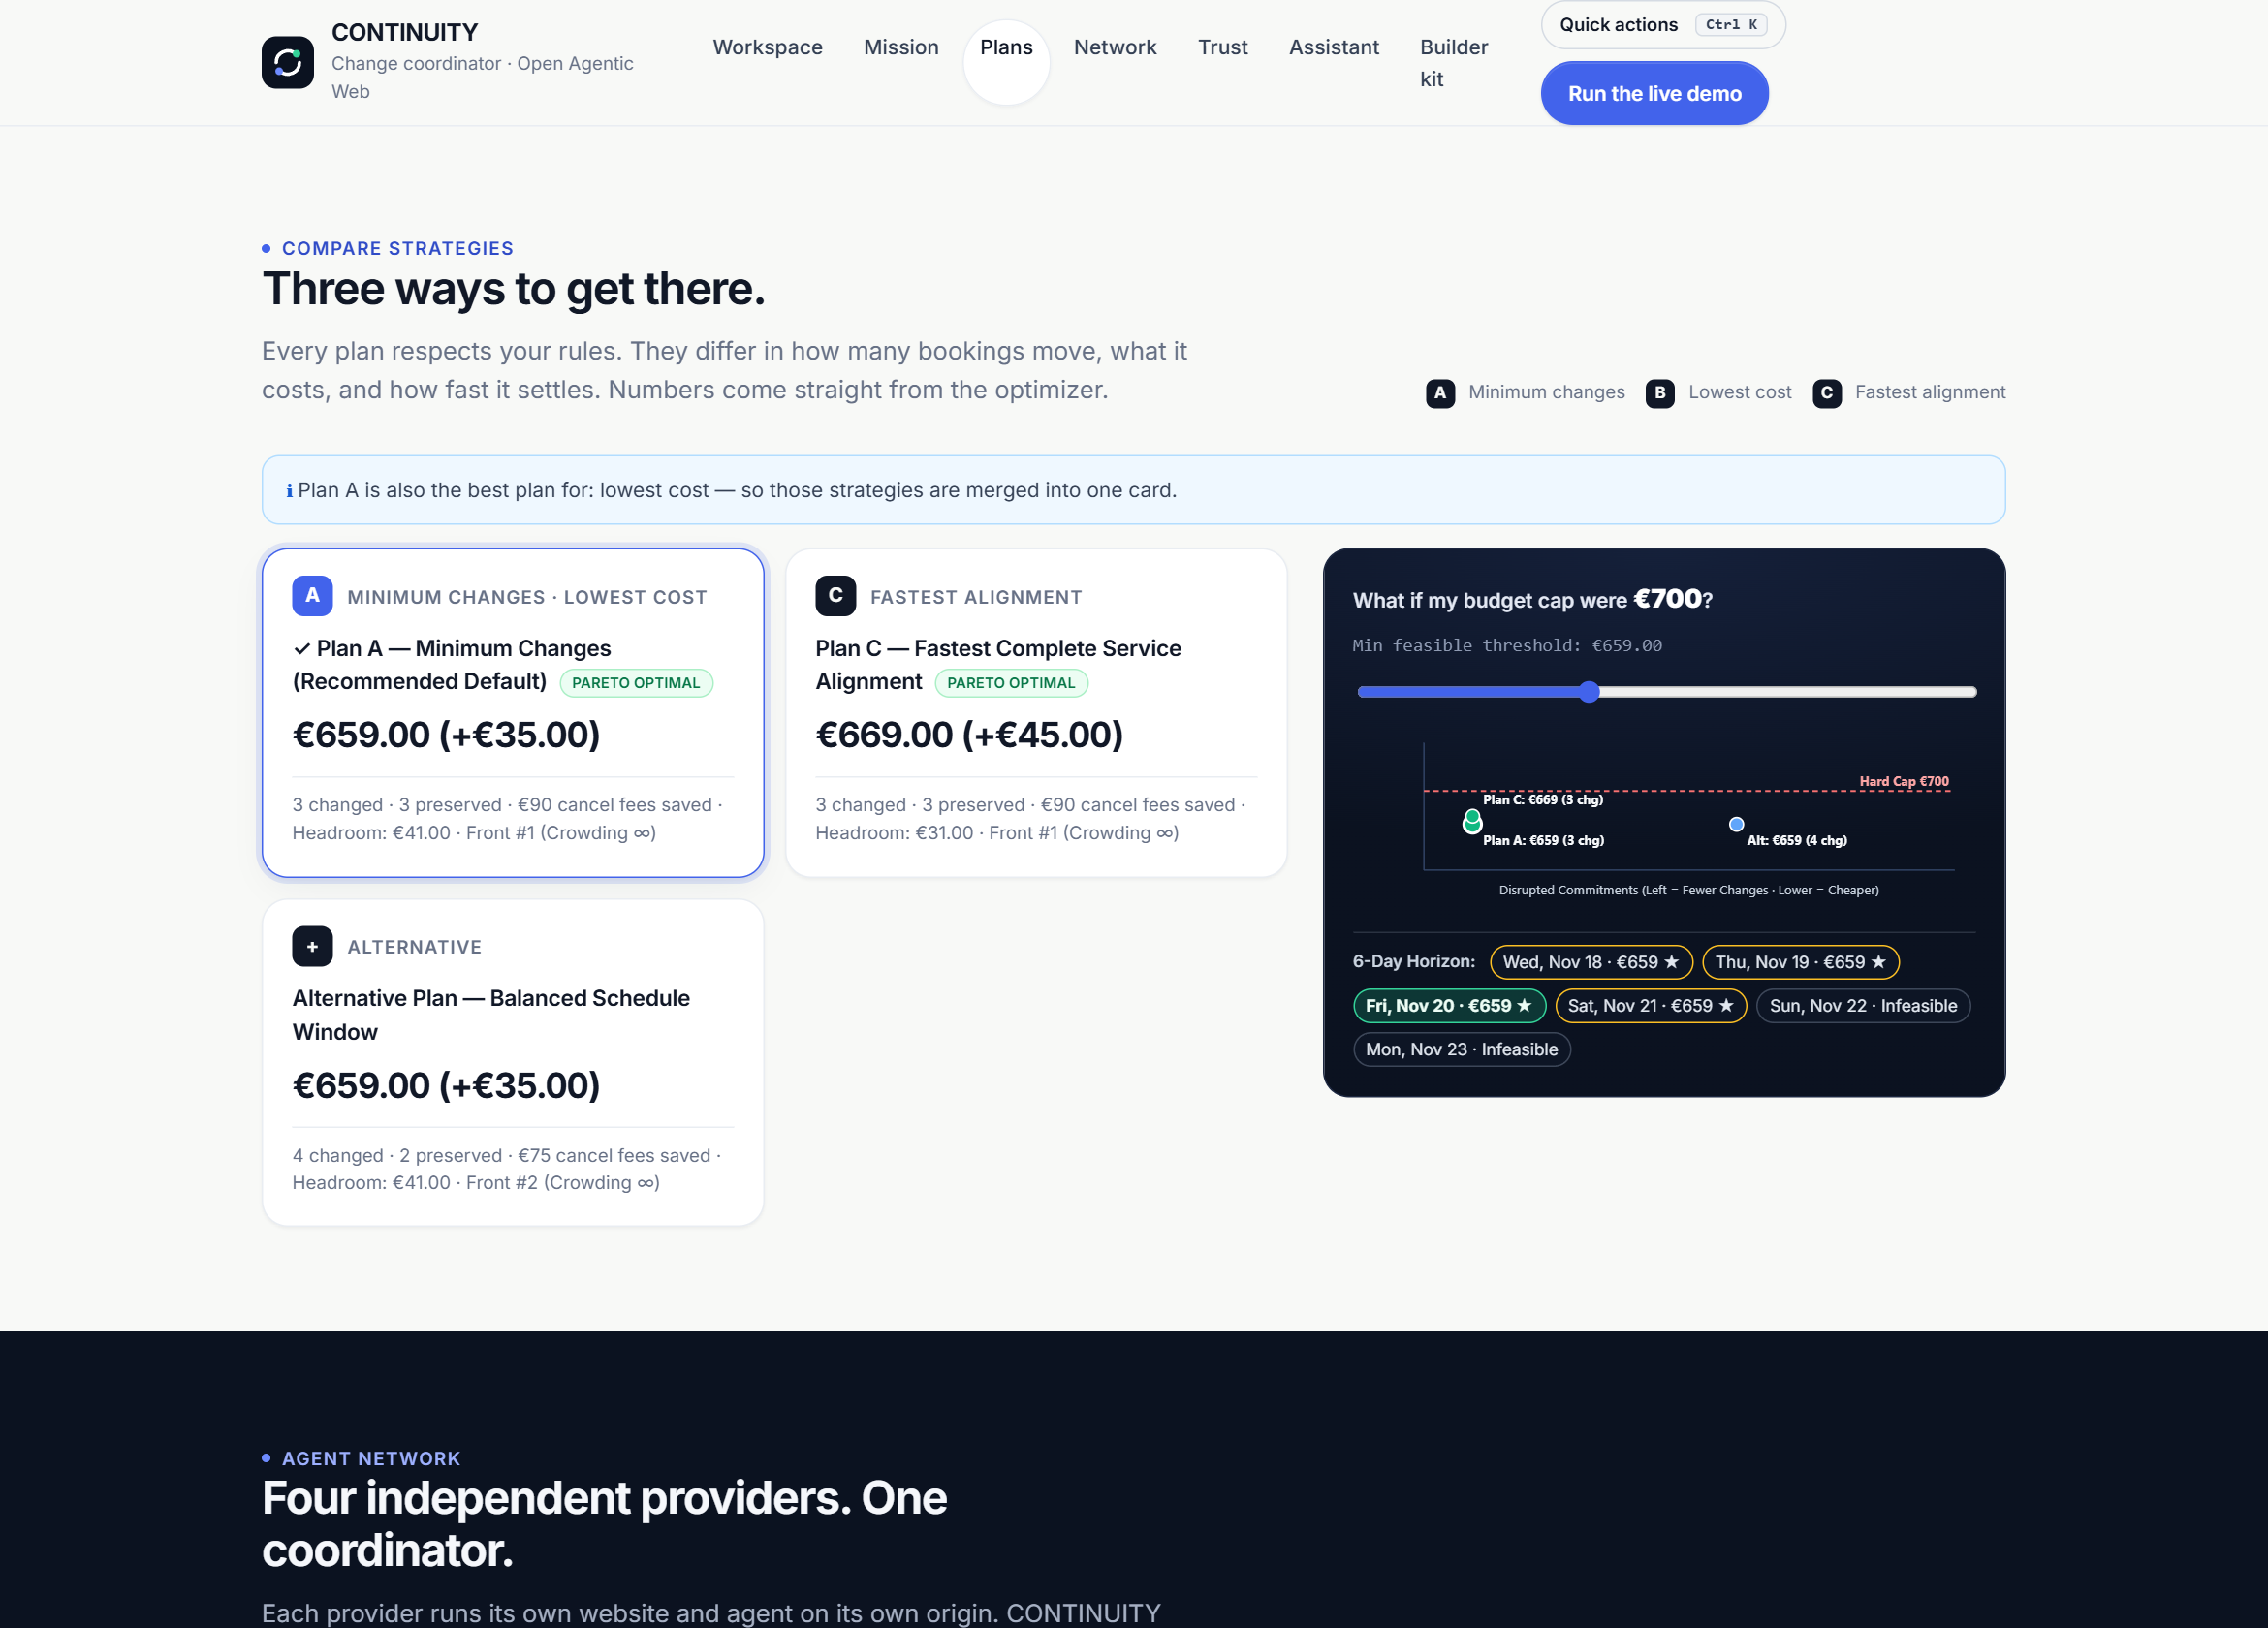 CONTINUITY
Change coordinator · Open Agentic
Web
Workspace
Mission
Plans
Network
Trust
Assistant
Builder
kit
Quick actions Ctrl K
Run the live demo
COMPARE STRATEGIES
Three ways to get there.
Every plan respects your rules. They differ in how many bookings move, what it
costs, and how fast it settles. Numbers come straight from the optimizer.
A Minimum changes B Lowest cost C Fastest alignment
ℹ Plan A is also the best plan for: lowest cost — so those strategies are merged into one card.
A MINIMUM CHANGES · LOWEST COST
✓ Plan A — Minimum Changes
(Recommended Default) PARETO OPTIMAL
€659.00 (+€35.00)
3 changed · 3 preserved · €90 cancel fees saved ·
Headroom: €41.00 · Front #1 (Crowding ∞)
C FASTEST ALIGNMENT
Plan C — Fastest Complete Service
Alignment PARETO OPTIMAL
€669.00 (+€45.00)
3 changed · 3 preserved · €90 cancel fees saved ·
Headroom: €31.00 · Front #1 (Crowding ∞)
+ ALTERNATIVE
Alternative Plan — Balanced Schedule
Window
€659.00 (+€35.00)
4 changed · 2 preserved · €75 cancel fees saved ·
Headroom: €41.00 · Front #2 (Crowding ∞)
What if my budget cap were €700?
Min feasible threshold: €659.00
Hard Cap €700
Plan C: €669 (3 chg)
Plan A: €659 (3 chg)
Alt: €659 (4 chg)
Disrupted Commitments (Left = Fewer Changes · Lower = Cheaper)
6-Day Horizon: Wed, Nov 18 · €659 ★ Thu, Nov 19 · €659 ★
Fri, Nov 20 · €659 ★ Sat, Nov 21 · €659 ★ Sun, Nov 22 · Infeasible
Mon, Nov 23 · Infeasible
AGENT NETWORK
Four independent providers. One
coordinator.
Each provider runs its own website and agent on its own origin. CONTINUITY